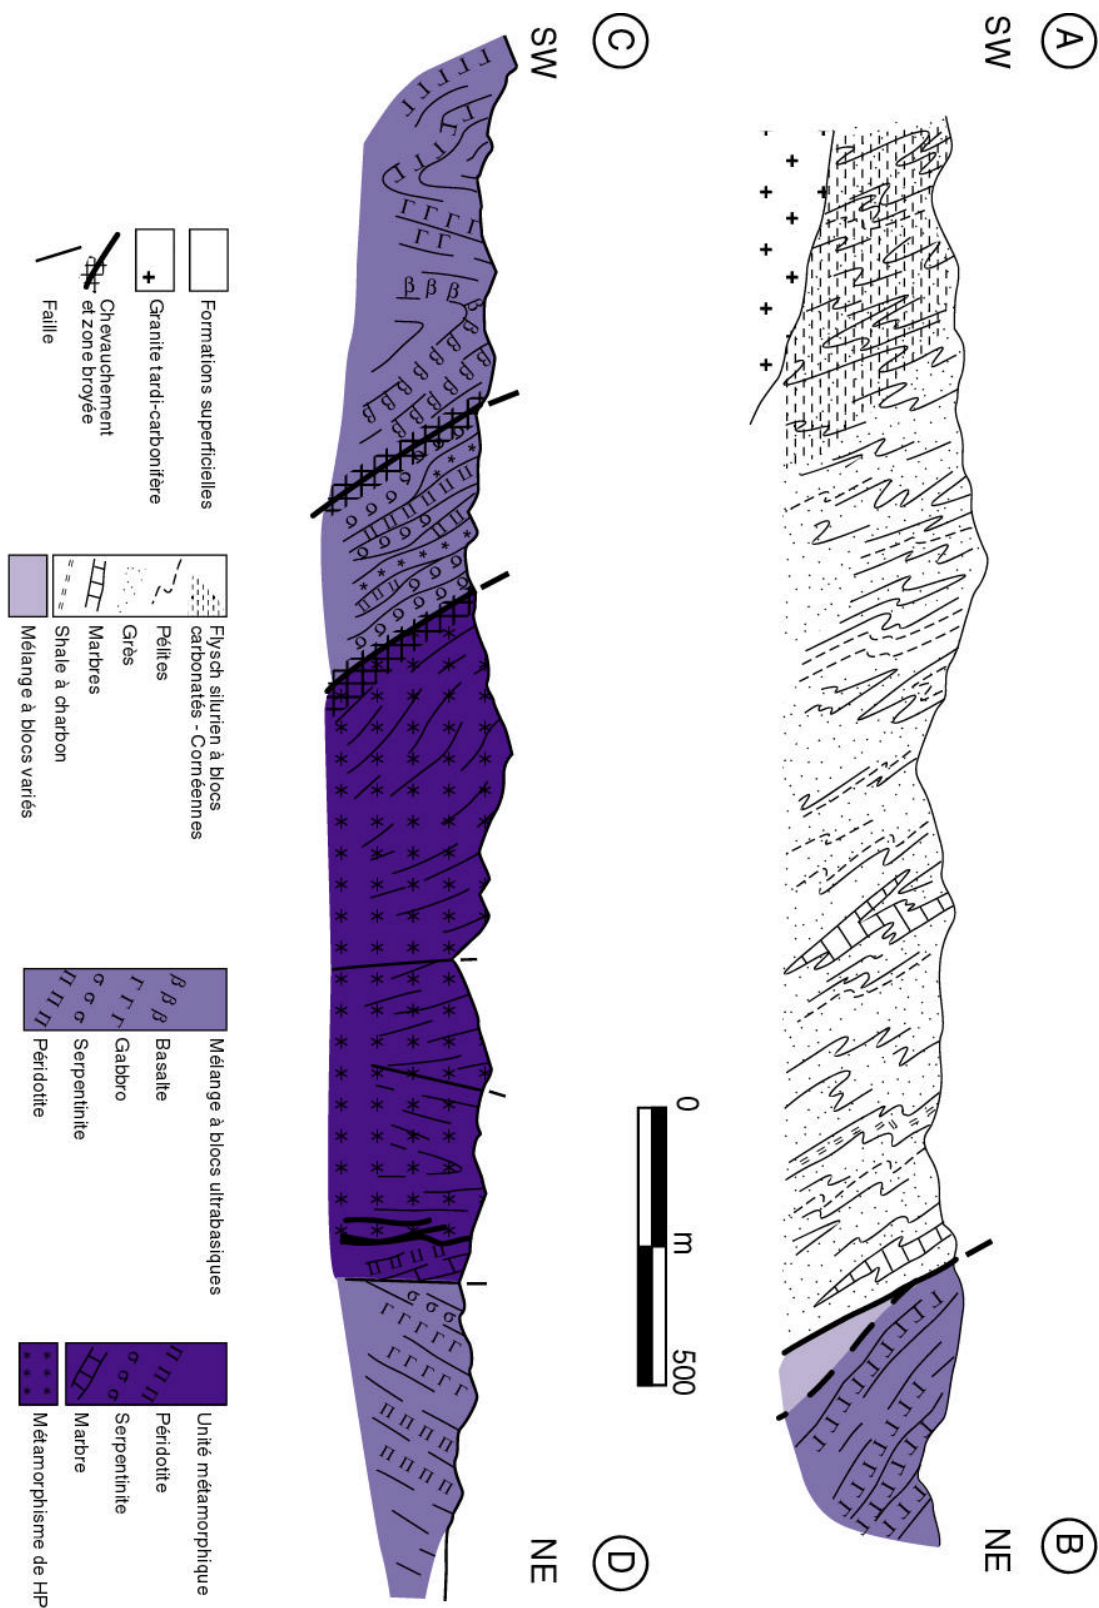 A
B
SW
NE
0
m
500
C
D
SW
NE
Formations superficielles
Granite tardi-carbonifère
Chevauchement
et zone broyée
Faille
Flysch silurien à blocs
carbonatés - Cornéennes
Pélites
Grès
Marbres
Shale à charbon
Mélange à blocs variés
Mélange à blocs ultrabasiques
β β β
Basalte
Γ Γ Γ
Gabbro
σ σ σ
Serpentinite
Π Π Π
Péridotite
Unité métamorphique
Π Π Π
Péridotite
σ σ σ
Serpentinite
Marbre
Métamorphisme de HP